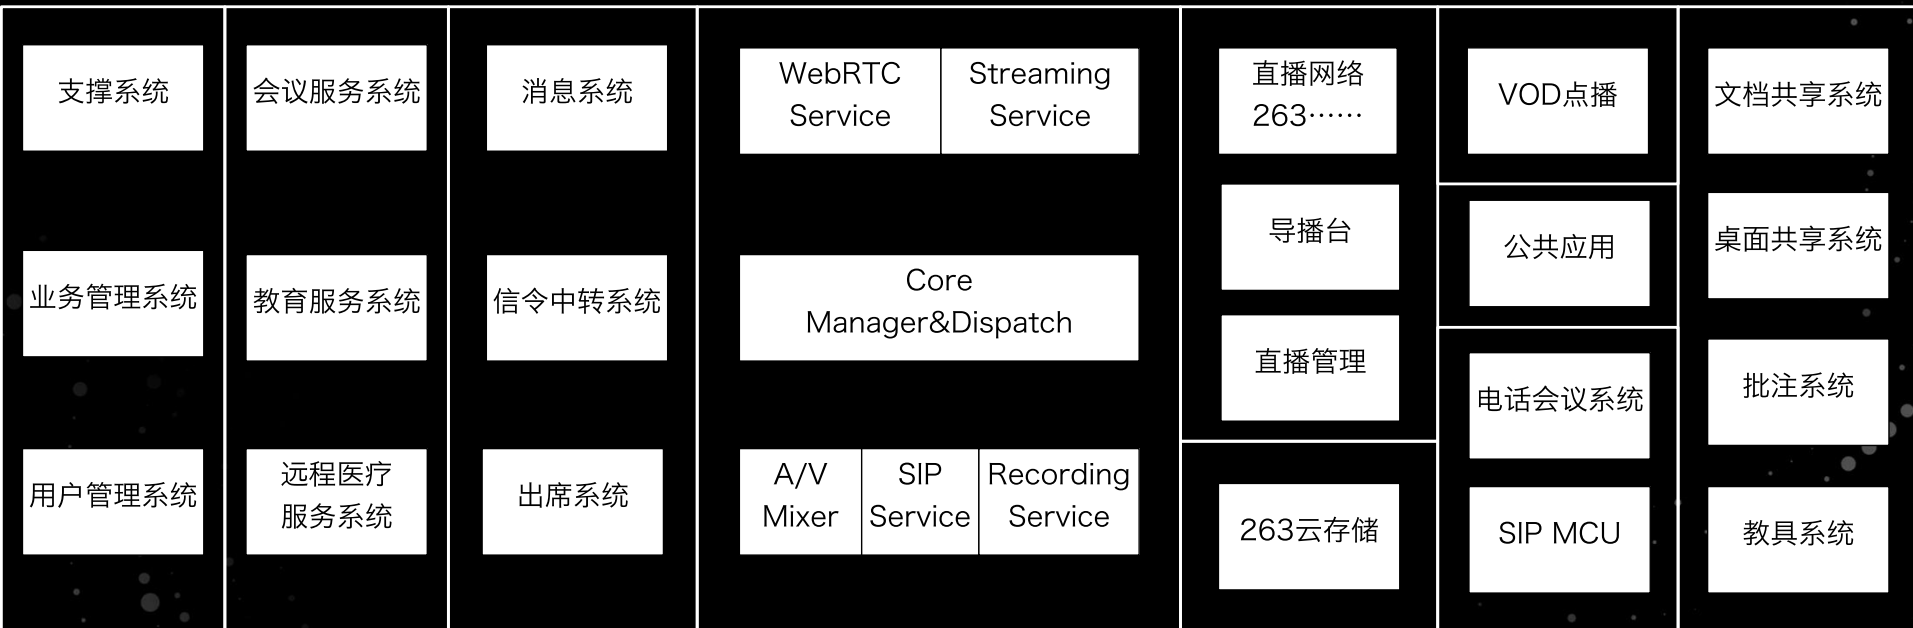 支撑系统
业务管理系统
用户管理系统
会议服务系统
教育服务系统
远程医疗
服务系统
消息系统
信令中转系统
出席系统
WebRTC
Service
Streaming
Service
Core
Manager&Dispatch
A/V
Mixer
SIP
Service
Recording
Service
直播网络
263……
导播台
直播管理
263云存储
VOD点播
公共应用
电话会议系统
SIP MCU
文档共享系统
桌面共享系统
批注系统
教具系统